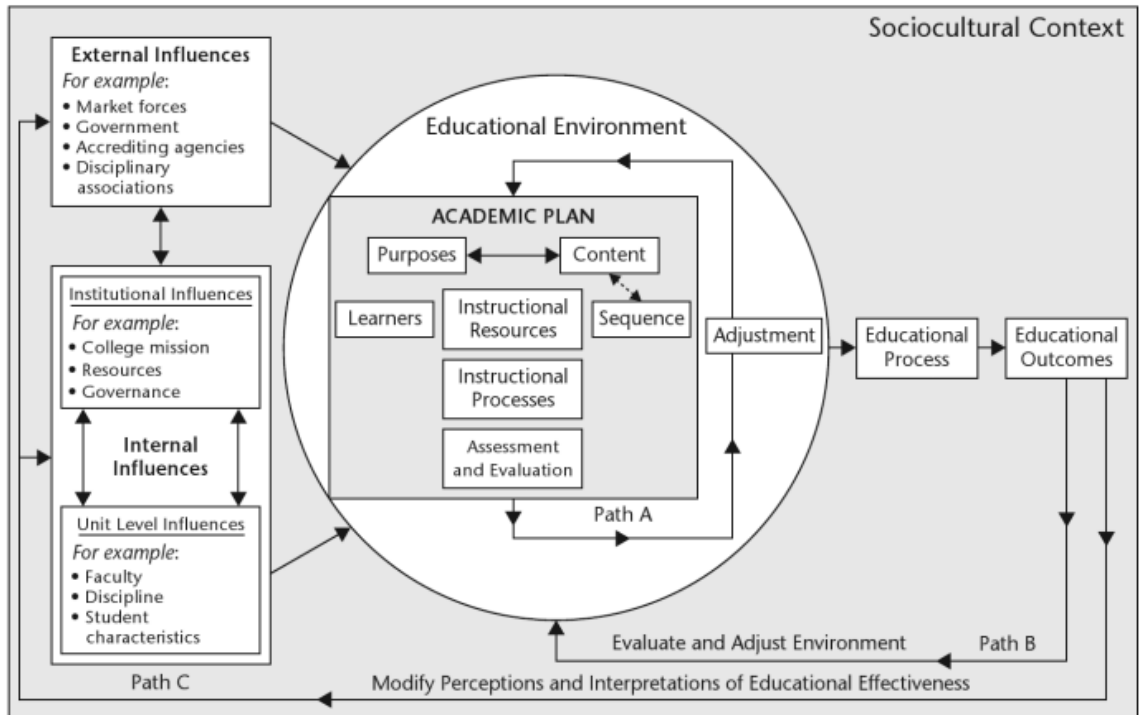 Sociocultural Context
External Influences
For example:
• Market forces
• Government
• Accrediting agencies
• Disciplinary
associations
Institutional Influences
For example:
• College mission
• Resources
• Governance
Internal
Influences
Unit Level Influences
For example:
• Faculty
• Discipline
• Student
characteristics
Educational Environment
ACADEMIC PLAN
Purposes
Content
Learners
Instructional
Resources
Sequence
Instructional
Processes
Assessment
and Evaluation
Adjustment
Path A
Educational
Process
Educational
Outcomes
Evaluate and Adjust Environment
Path B
Path C
Modify Perceptions and Interpretations of Educational Effectiveness